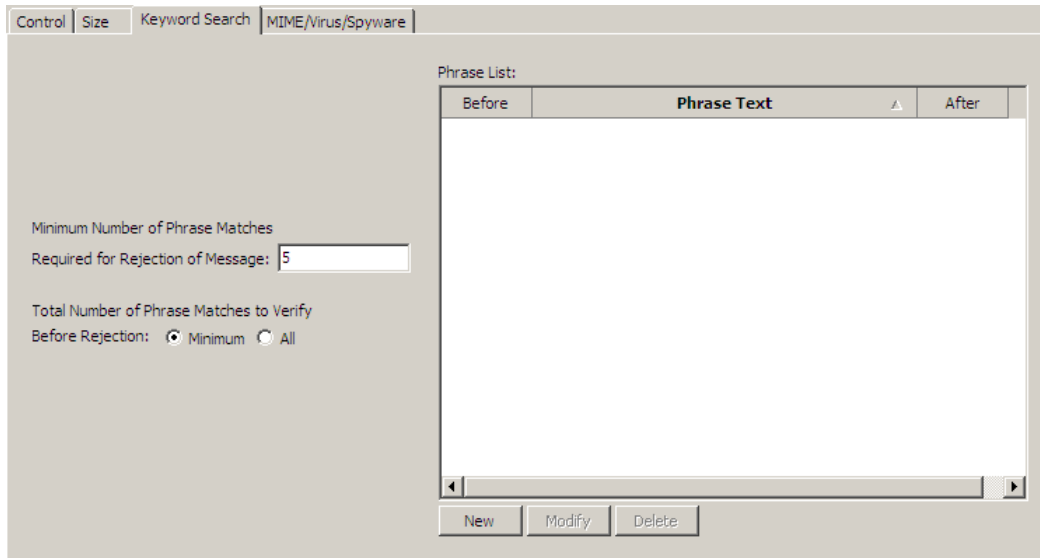 Control Size Keyword Search MIME/Virus/Spyware
Phrase List:
Before Phrase Text After
Minimum Number of Phrase Matches
Required for Rejection of Message: 5
Total Number of Phrase Matches to Verify
Before Rejection: Minimum All
New Modify Delete